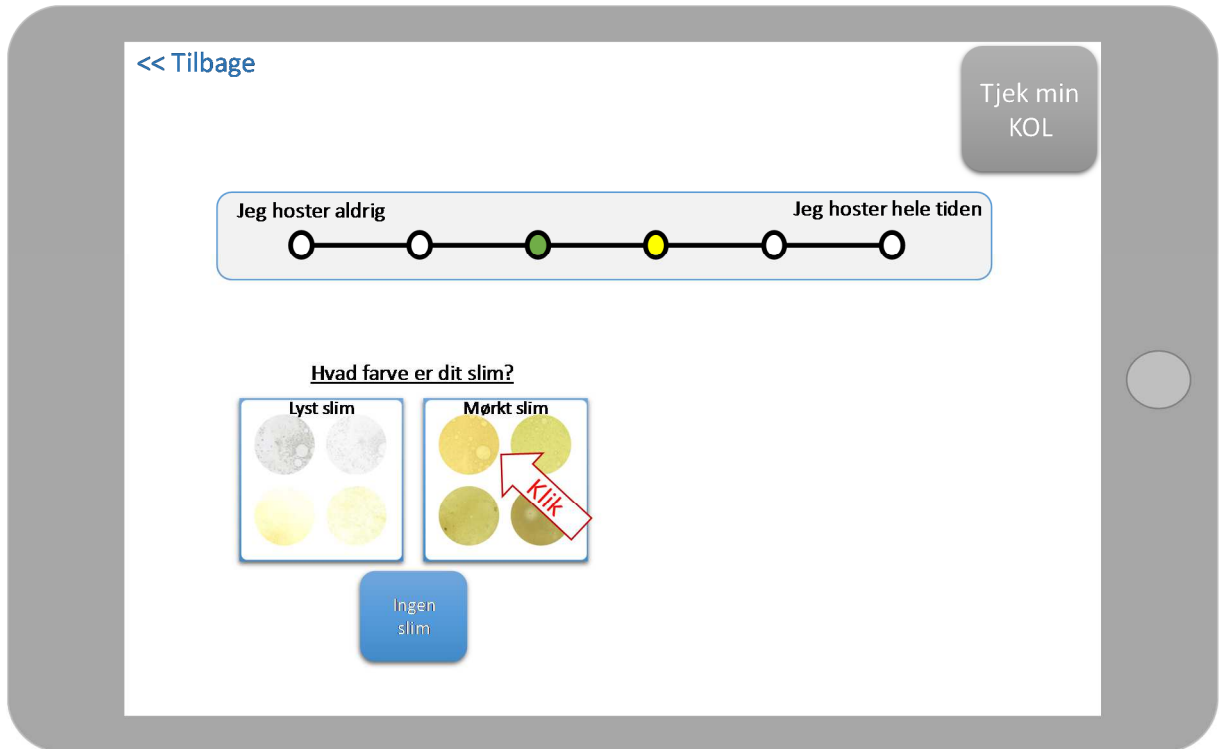 << Tilbage
Tjek min
KOL
Jeg hoster aldrig
Jeg hoster hele tiden
Hvad farve er dit slim?
Lyst slim
Mørkt slim
Klik
Ingen
slim